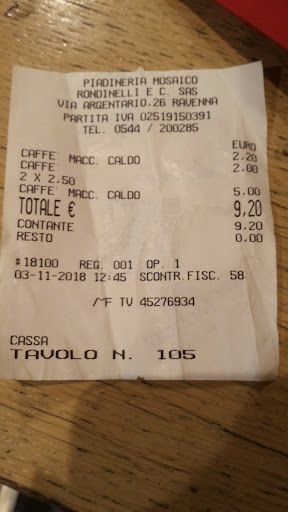 PIADINERIA MOSAICO
RONDINELLI E C. SAS
VIA ARGENTARIO,26 RAVENNA
PARTITA IVA 02519150391
TEL. 0544 / 200285
EURO
CAFFE' MACC. CALDO 2,20
CAFFE' 2,00
2 X 2,50
CAFFE' MACC. CALDO 5,00
TOTALE € 9,20
CONTANTE 9,20
RESTO 0,00
#18100 REG. 001 OP. 1
03-11-2018 12:45 SCONTR.FISC. 58
MF TV 45276934
CASSA
TAVOLO N. 105